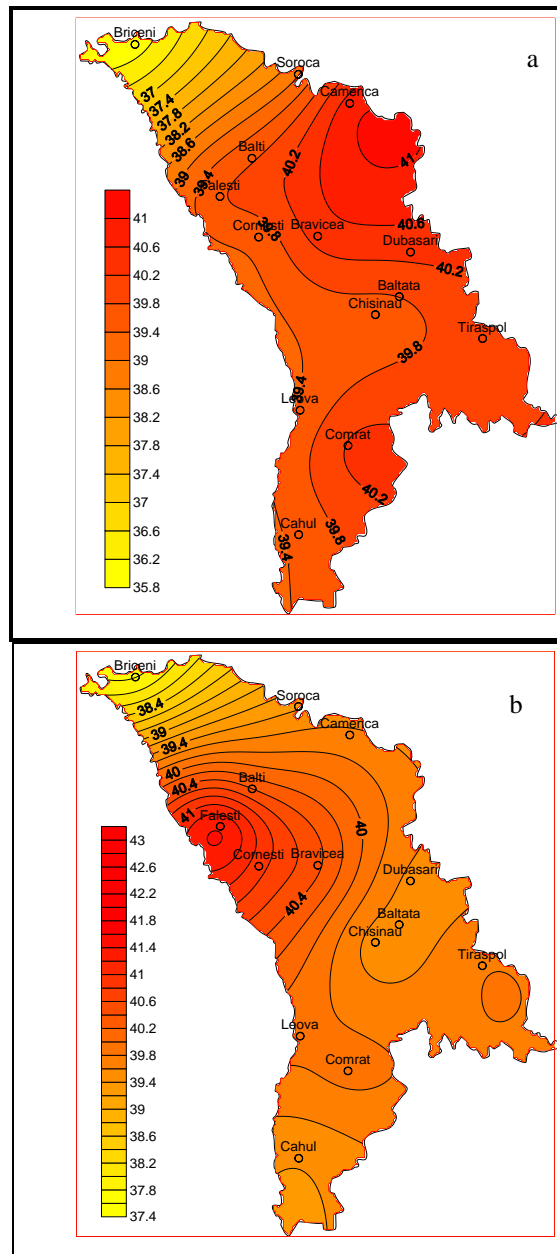 a
Briceni
Soroca
Camenca
37
37.4
37.8
38.2
38.6
39
39.4
Balti
Falesti
40.2
41
40.6
Cornesti
39.8
Bravicea
Dubasari
40.2
Baltata
Chisinau
Tiraspol
39.8
39.4
Leova
Comrat
40.2
39.8
Cahul
39.4
41
40.6
40.2
39.8
39.4
39
38.6
38.2
37.8
37.4
37
36.6
36.2
35.8
b
Briceni
38.4
Soroca
39
39.4
Camenca
40
40.4
Balti
41
Falesti
40
Cornesti
Bravicea
40.4
Dubasari
Baltata
Chisinau
Tiraspol
Leova
Comrat
Cahul
43
42.6
42.2
41.8
41.4
41
40.6
40.2
39.8
39.4
39
38.6
38.2
37.8
37.4